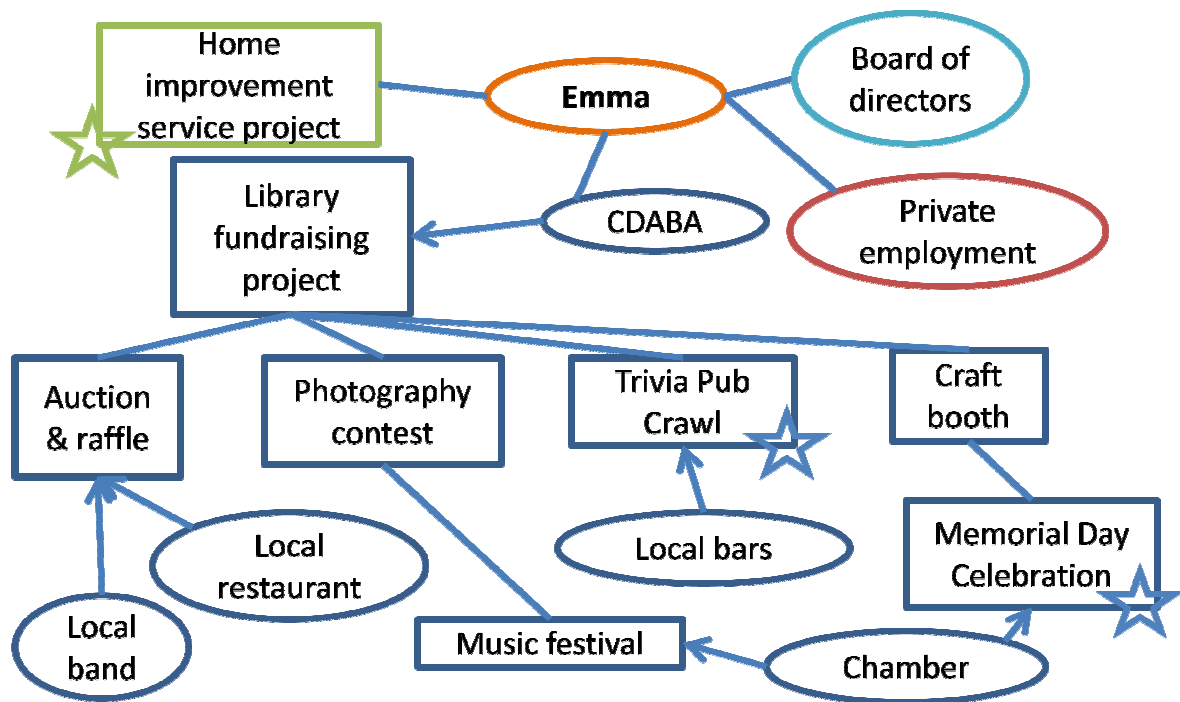 Home
improvement
service project
Emma
Board of
directors
Library
fundraising
project
CDABA
Private
employment
Auction
& raffle
Photography
contest
Trivia Pub
Crawl
Craft
booth
Local
restaurant
Local bars
Memorial Day
Celebration
Local
band
Music festival
Chamber